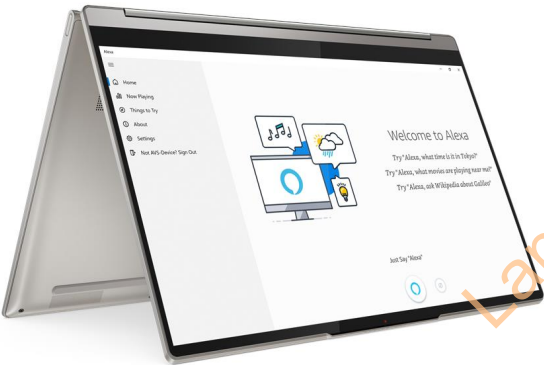 Alexa
Home
Now Playing
Things to Try
About
Settings
Not AVS-Device? Sign Out
Welcome to Alexa
Try "Alexa, what time is it in Tokyo?"
Try "Alexa, what movies are playing near me?"
Try "Alexa, ask Wikipedia about Galileo"
Just Say "Alexa"